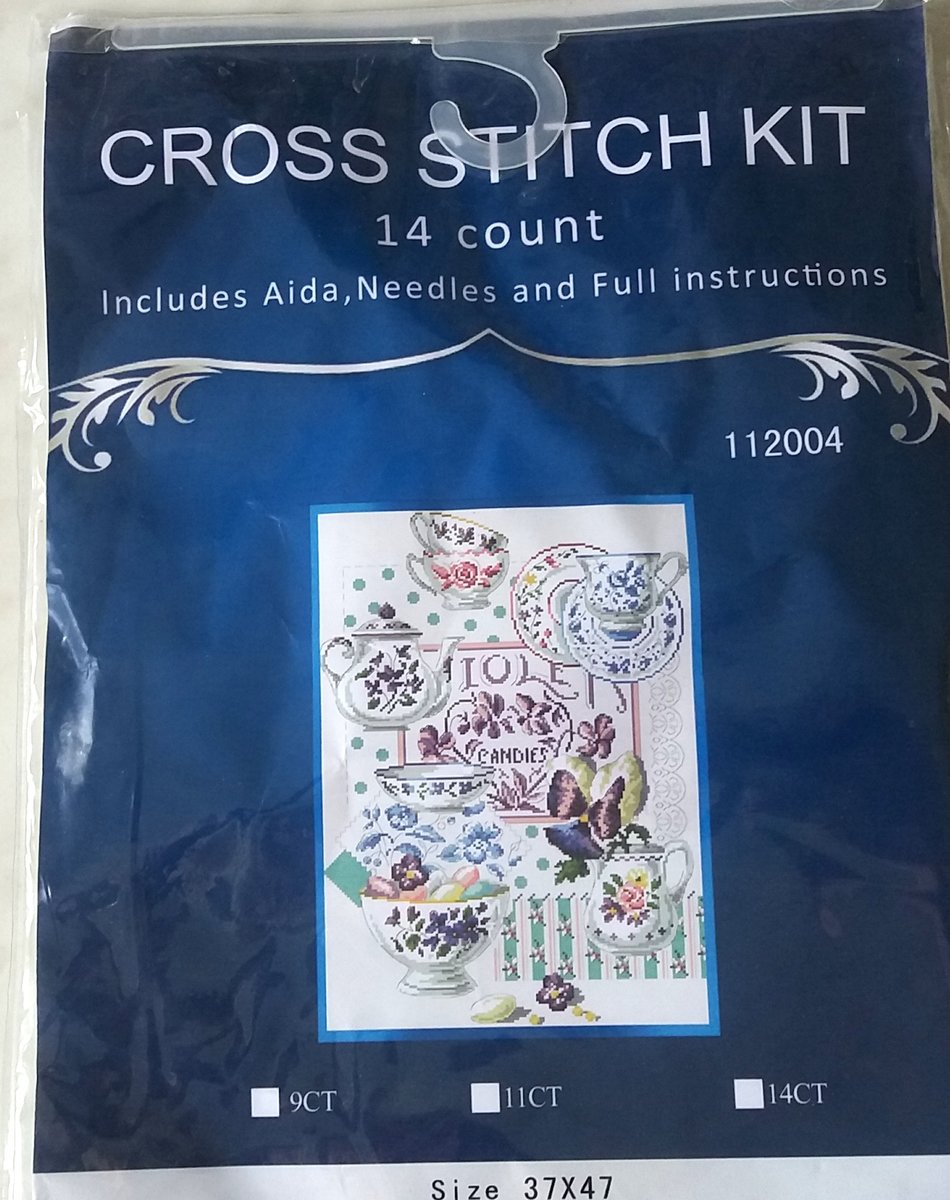 CROSS STITCH KIT
14 count
Includes Aida,Needles and Full instructions
112004
IOLET
CANDIES
9CT
11CT
14CT
Size 37X47